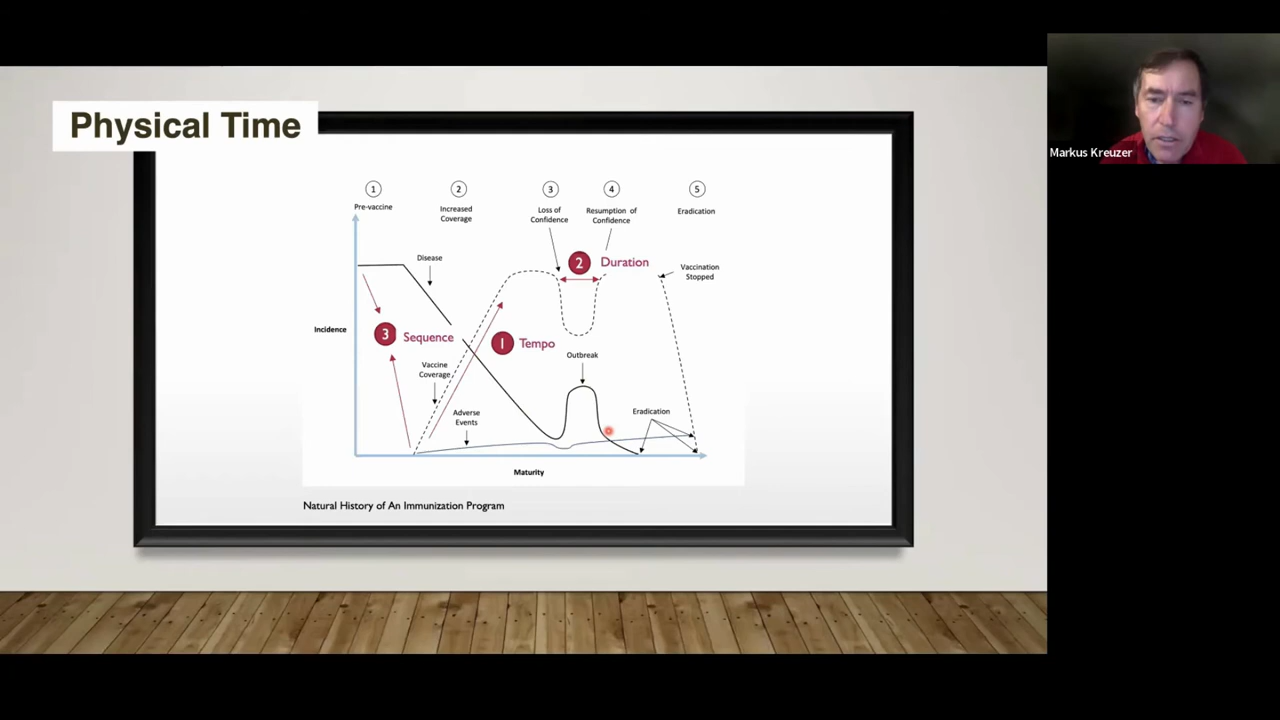 Physical Time
Markus Kreuzer
1
2
3
4
5
Pre-vaccine
Increased
Coverage
Loss of
Confidence
Resumption of
Confidence
Eradication
Disease
2 Duration
Vaccination
Stopped
Incidence
3 Sequence
1 Tempo
Vaccine
Coverage
Outbreak
Adverse
Events
Eradication
Maturity
Natural History of An Immunization Program